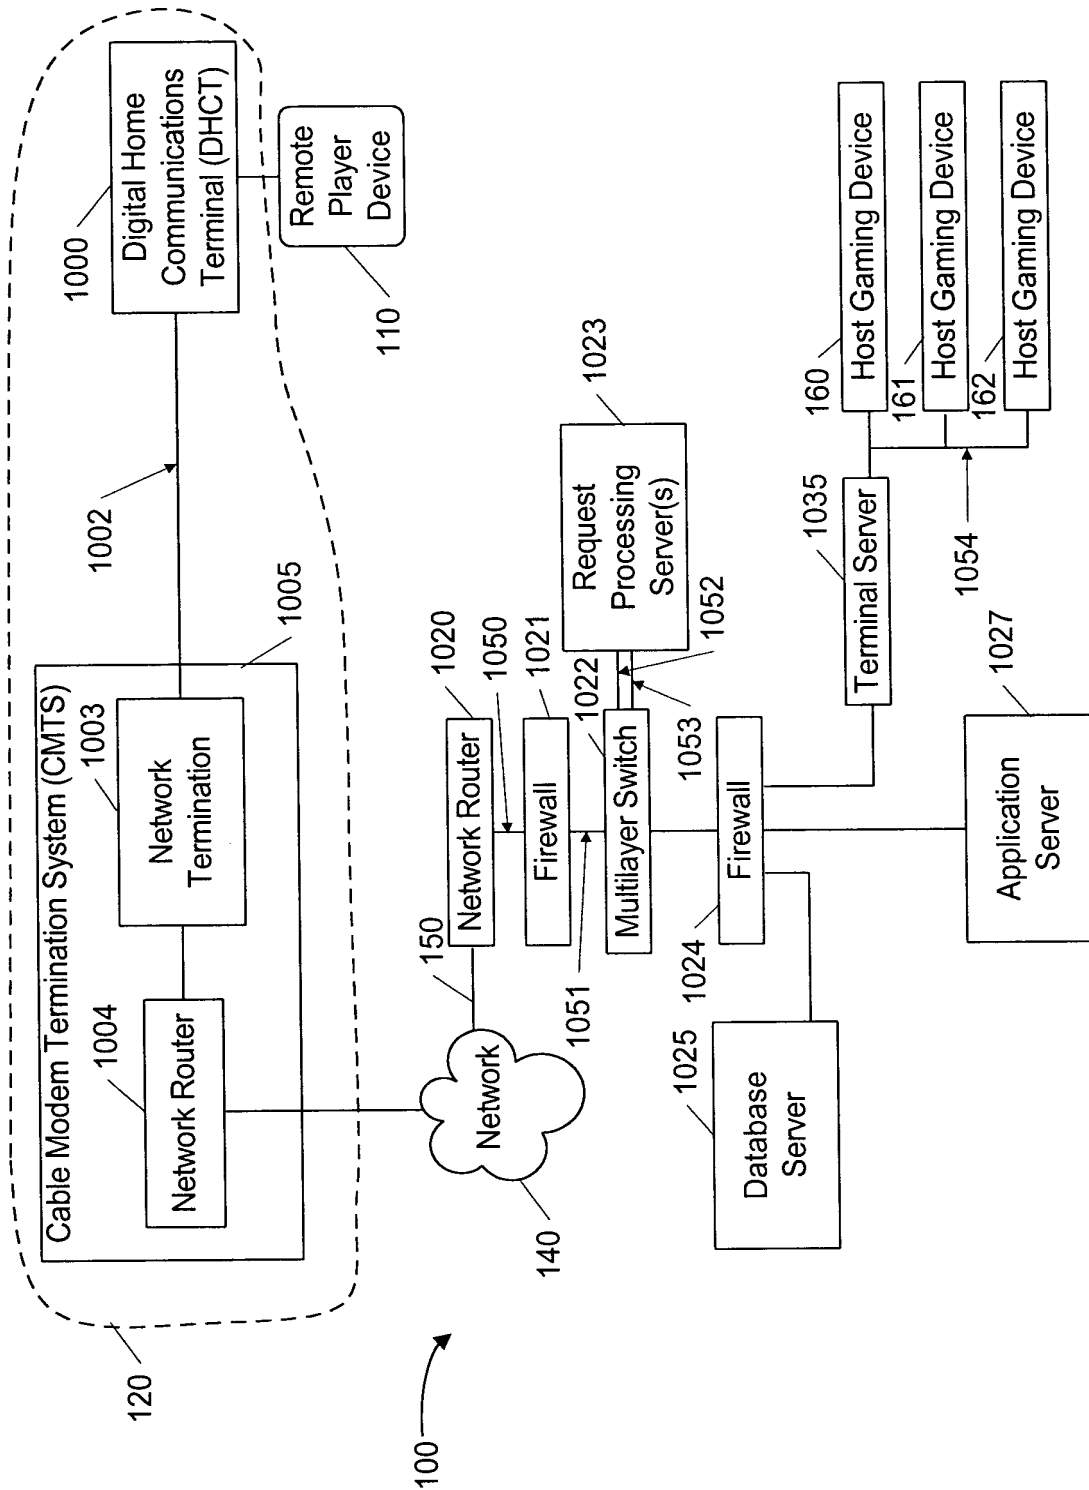 120
Cable Modem Termination System (CMTS)
1004
Network Router
1003
Network
Termination
1005
1002
1000
Digital Home
Communications
Terminal (DHCT)
Remote
Player
Device
110
100
140
Network
150
Network Router
1020
1050
Firewall
1021
1051
Multilayer Switch
1022
1053
1052
Request
Processing
Server(s)
1023
1024
Firewall
1025
Database
Server
Application
Server
1027
Terminal Server
1035
1054
160
Host Gaming Device
161
Host Gaming Device
162
Host Gaming Device